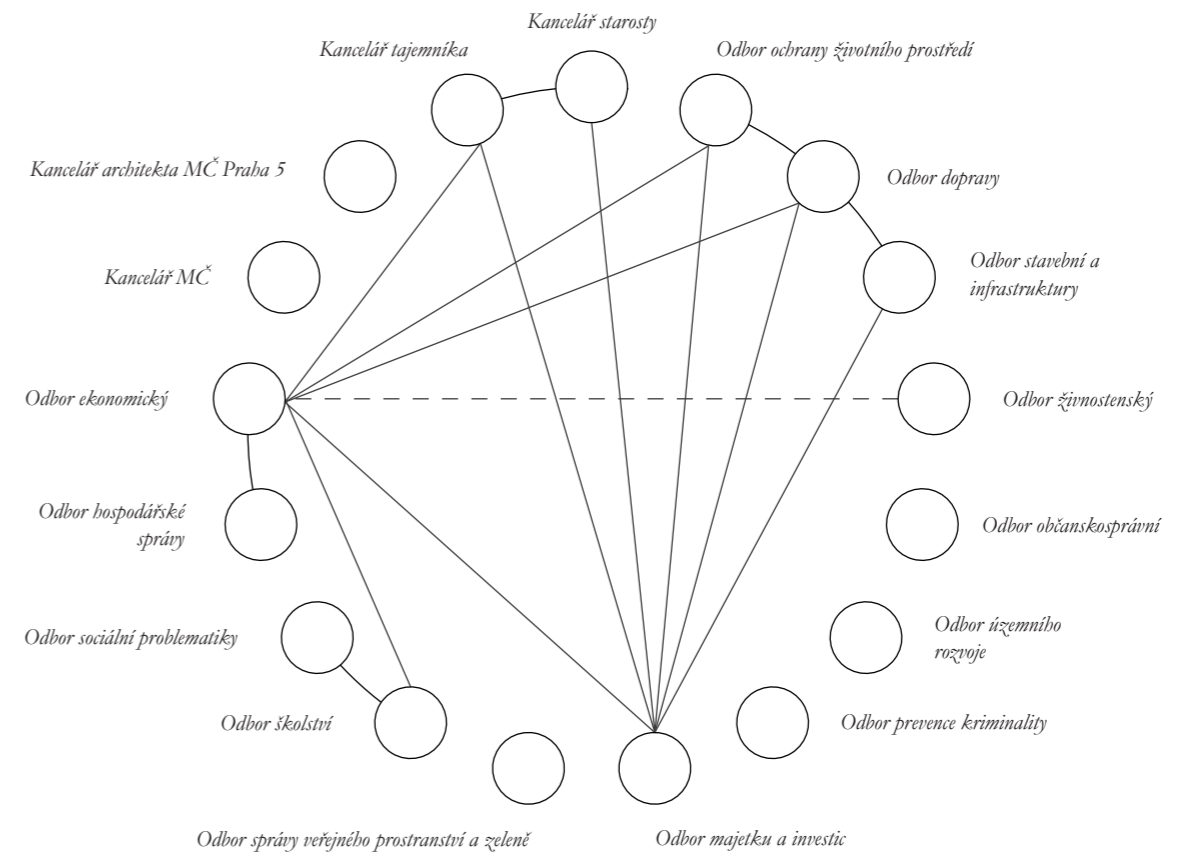 Kancelář starosty
Kancelář tajemníka
Odbor ochrany životního prostředí
Kancelář architekta MČ Praha 5
Odbor dopravy
Kancelář MČ
Odbor stavební a
infrastruktury
Odbor ekonomický
Odbor živnostenský
Odbor hospodářské
správy
Odbor občanskosprávní
Odbor sociální problematiky
Odbor územního
rozvoje
Odbor školství
Odbor prevence kriminality
Odbor správy veřejného prostranství a zeleně
Odbor majetku a investic